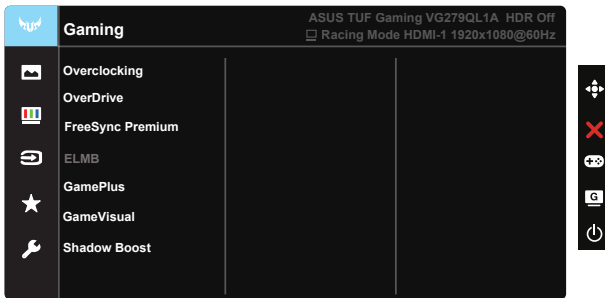 Gaming
ASUS TUF Gaming VG279QL1A HDR Off
Racing Mode HDMI-1 1920x1080@60Hz
Overclocking
OverDrive
FreeSync Premium
ELMB
GamePlus
GameVisual
Shadow Boost
G